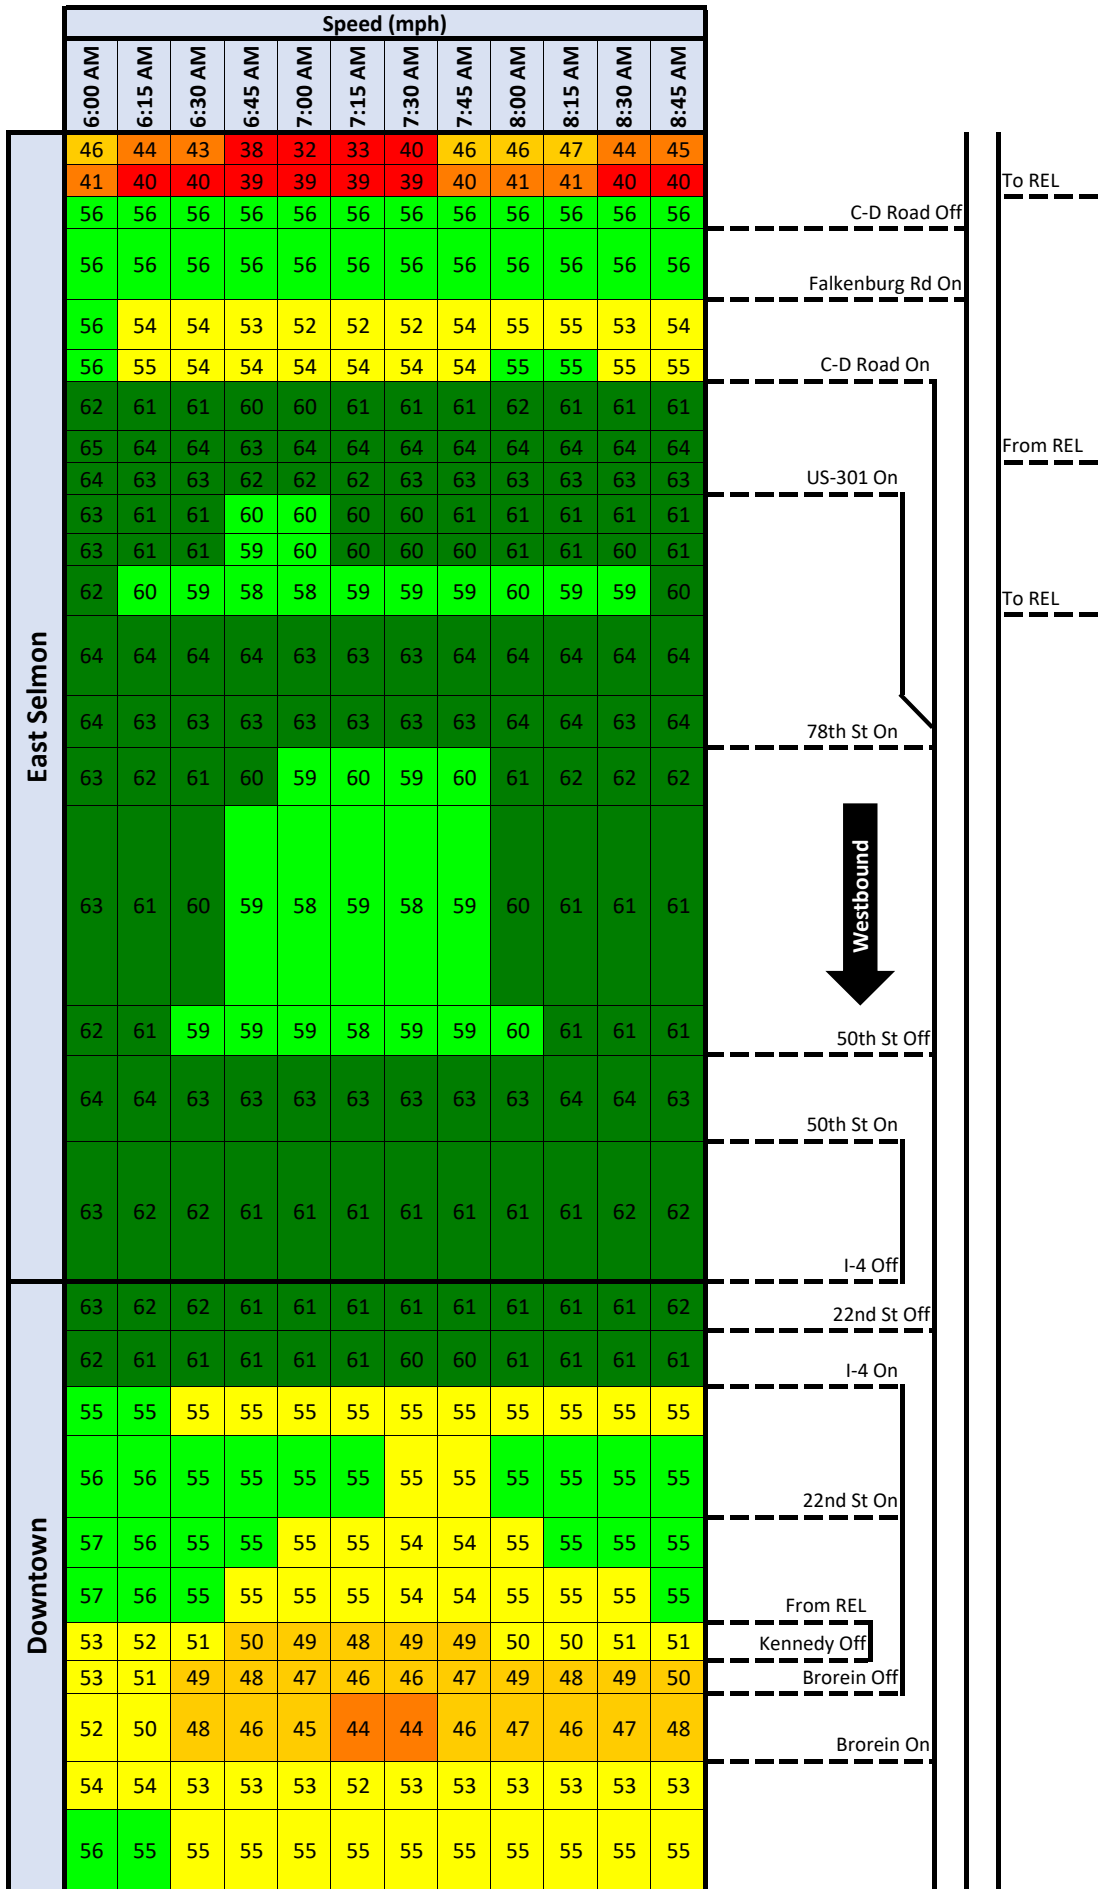 Speed (mph)
6:00 AM 6:15 AM 6:30 AM 6:45 AM 7:00 AM 7:15 AM 7:30 AM 7:45 AM 8:00 AM 8:15 AM 8:30 AM 8:45 AM
East Selmon
46 44 43 38 32 33 40 46 46 47 44 45
41 40 40 39 39 39 39 40 41 41 40 40
To REL
56 56 56 56 56 56 56 56 56 56 56 56
C-D Road Off
56 56 56 56 56 56 56 56 56 56 56 56
Falkenburg Rd On
56 54 54 53 52 52 52 54 55 55 53 54
56 55 54 54 54 54 54 54 55 55 55 55
C-D Road On
62 61 61 60 60 61 61 61 62 61 61 61
65 64 64 63 64 64 64 64 64 64 64 64
From REL
64 63 63 62 62 62 63 63 63 63 63 63
US-301 On
63 61 61 60 60 60 60 61 61 61 61 61
63 61 61 59 60 60 60 60 61 61 60 61
62 60 59 58 58 59 59 59 60 59 59 60
To REL
64 64 64 64 63 63 63 64 64 64 64 64
64 63 63 63 63 63 63 63 64 64 63 64
78th St On
63 62 61 60 59 60 59 60 61 62 62 62
63 61 60 59 58 59 58 59 60 61 61 61
Westbound
62 61 59 59 59 58 59 59 60 61 61 61
50th St Off
64 64 63 63 63 63 63 63 63 64 64 63
50th St On
63 62 62 61 61 61 61 61 61 61 62 62
I-4 Off
Downtown
63 62 62 61 61 61 61 61 61 61 61 62
22nd St Off
62 61 61 61 61 61 60 60 61 61 61 61
I-4 On
55 55 55 55 55 55 55 55 55 55 55 55
56 56 55 55 55 55 55 55 55 55 55 55
22nd St On
57 56 55 55 55 55 54 54 55 55 55 55
57 56 55 55 55 55 54 54 55 55 55 55
From REL
53 52 51 50 49 48 49 49 50 50 51 51
Kennedy Off
53 51 49 48 47 46 46 47 49 48 49 50
Brorein Off
52 50 48 46 45 44 44 46 47 46 47 48
Brorein On
54 54 53 53 53 52 53 53 53 53 53 53
56 55 55 55 55 55 55 55 55 55 55 55